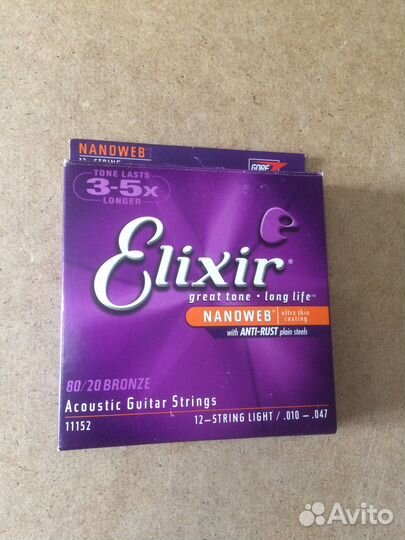 NANOWEB®
12-STRING
GORE
TONE LASTS
3-5x
LONGER
Elixir®
great tone • long life™
NANOWEB® ultra thin coating
with ANTI-RUST plain steels
80/20 BRONZE
Acoustic Guitar Strings
11152
12-STRING LIGHT / .010 - .047
Avito